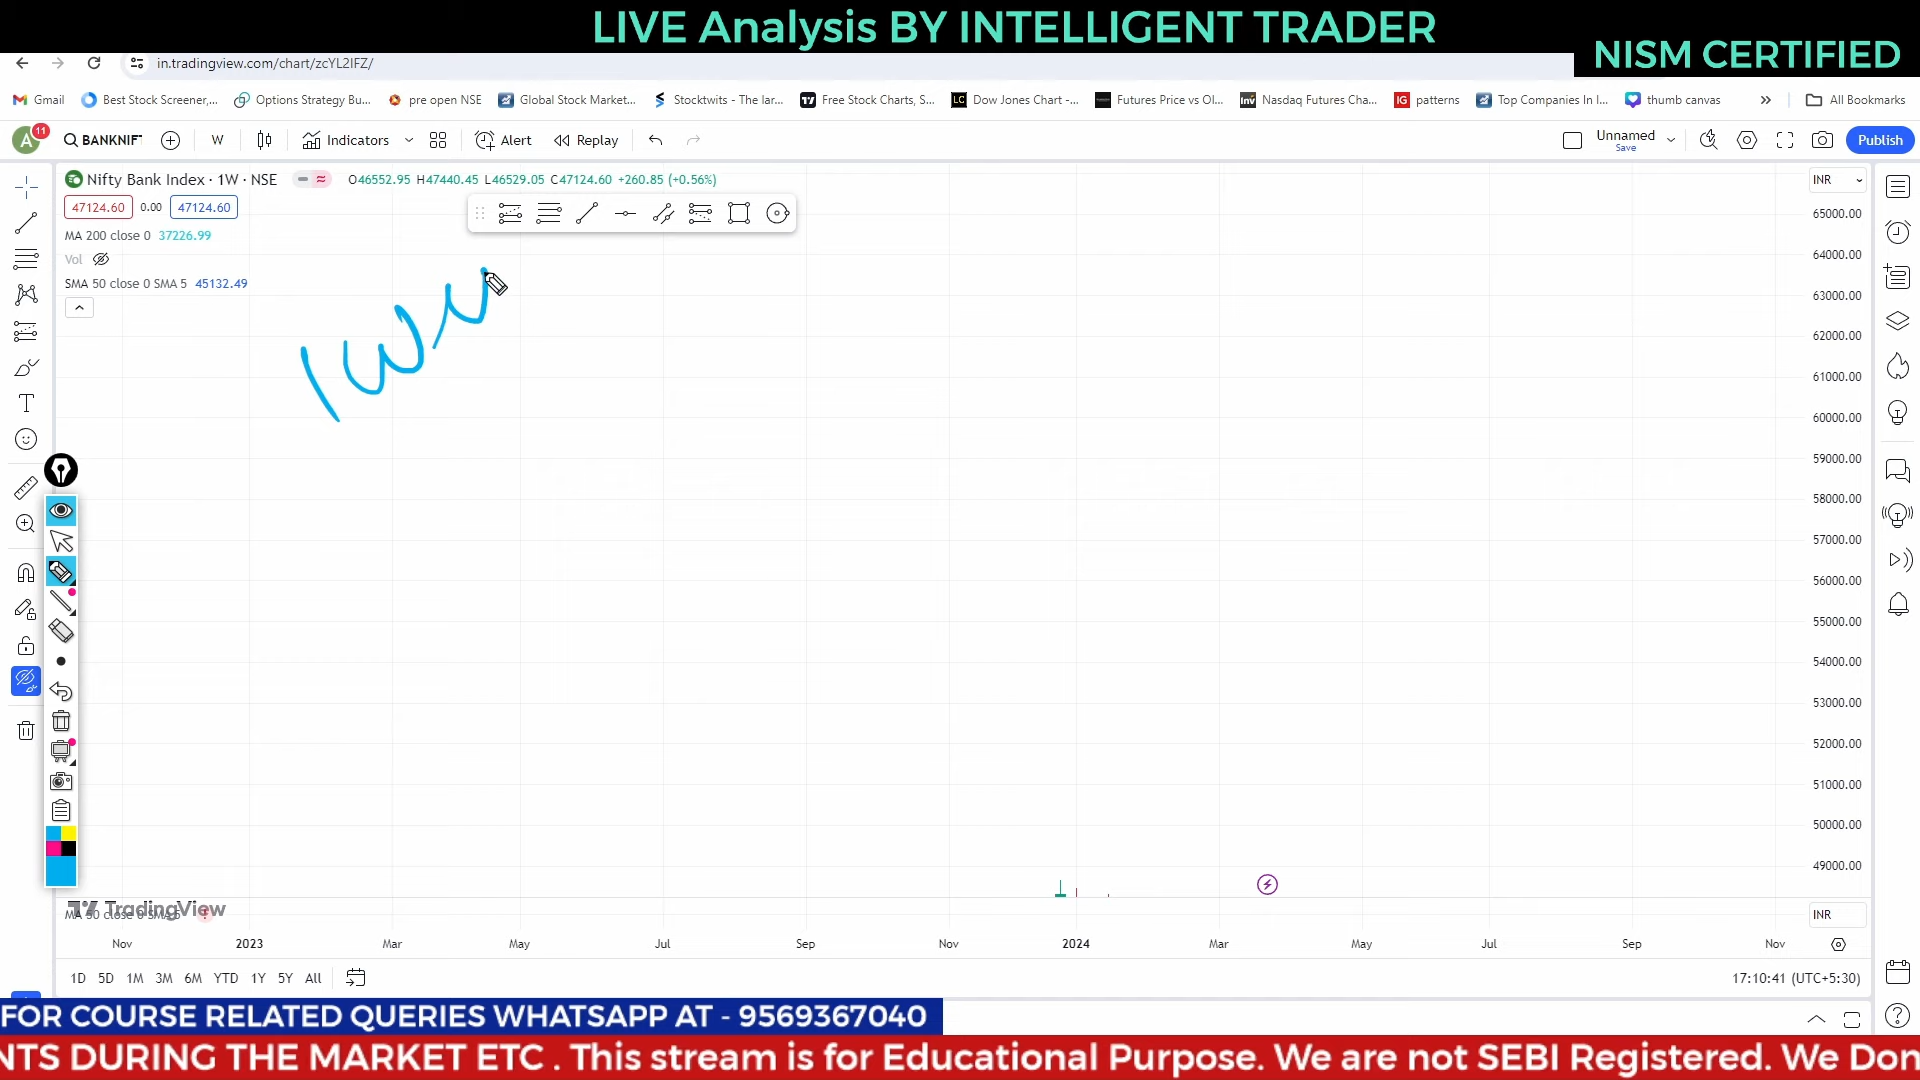 LIVE Analysis BY INTELLIGENT TRADER
NISM CERTIFIED
in.tradingview.com/chart/zcYL2IFZ/
Gmail Best Stock Screener,... Options Strategy Bu... pre open NSE Global Stock Market... Stocktwits - The lar... Free Stock Charts, S... Dow Jones Chart -... Futures Price vs OI... Nasdaq Futures Cha... patterns Top Companies In I... thumb canvas » All Bookmarks
A 11 BANKNIF W Indicators Alert Replay Unnamed Save Publish
Nifty Bank Index · 1W · NSE O46552.95 H47440.45 L46529.05 C47124.60 +260.85 (+0.56%)
INR
47124.60 0.00 47124.60
MA 200 close 0 37226.99
Vol
SMA 50 close 0 SMA 5 45132.49
65000.00
64000.00
63000.00
62000.00
61000.00
60000.00
59000.00
58000.00
57000.00
56000.00
55000.00
54000.00
53000.00
52000.00
51000.00
50000.00
49000.00
TradingView
MA 50 close 0 SMA 5
INR
Nov 2023 Mar May Jul Sep Nov 2024 Mar May Jul Sep Nov
1D 5D 1M 3M 6M YTD 1Y 5Y All 17:10:41 (UTC+5:30)
FOR COURSE RELATED QUERIES WHATSAPP AT - 9569367040
NTS DURING THE MARKET ETC . This stream is for Educational Purpose. We are not SEBI Registered. We Don